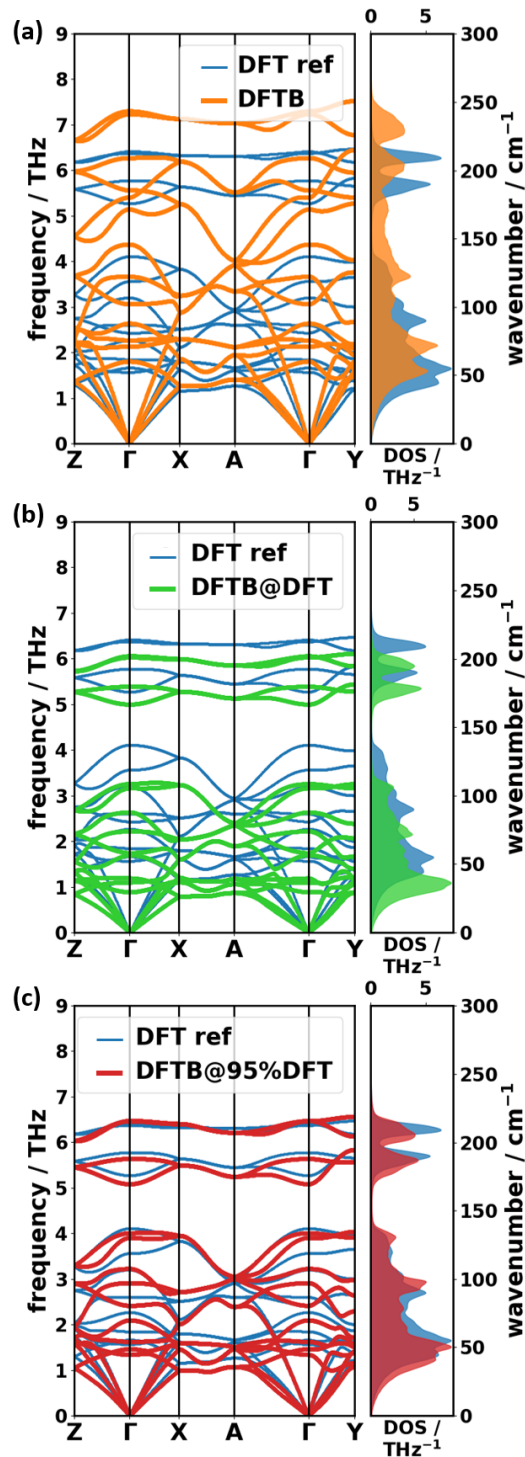 (a)
0 5
9 300
DFT ref
DFTB
8
250
7
6 200
5
150
4
3 100
2
50
1
0 0
frequency / THz
wavenumber / cm⁻¹
Z Γ X A Γ Y
DOS /
THz⁻¹
(b)
0 5
9 300
DFT ref
DFTB@DFT
8
250
7
6 200
5
150
4
3 100
2
50
1
0 0
frequency / THz
wavenumber / cm⁻¹
Z Γ X A Γ Y
DOS /
THz⁻¹
(c)
0 5
9 300
DFT ref
DFTB@95%DFT
8
250
7
6 200
5
150
4
3 100
2
50
1
0 0
frequency / THz
wavenumber / cm⁻¹
Z Γ X A Γ Y
DOS /
THz⁻¹